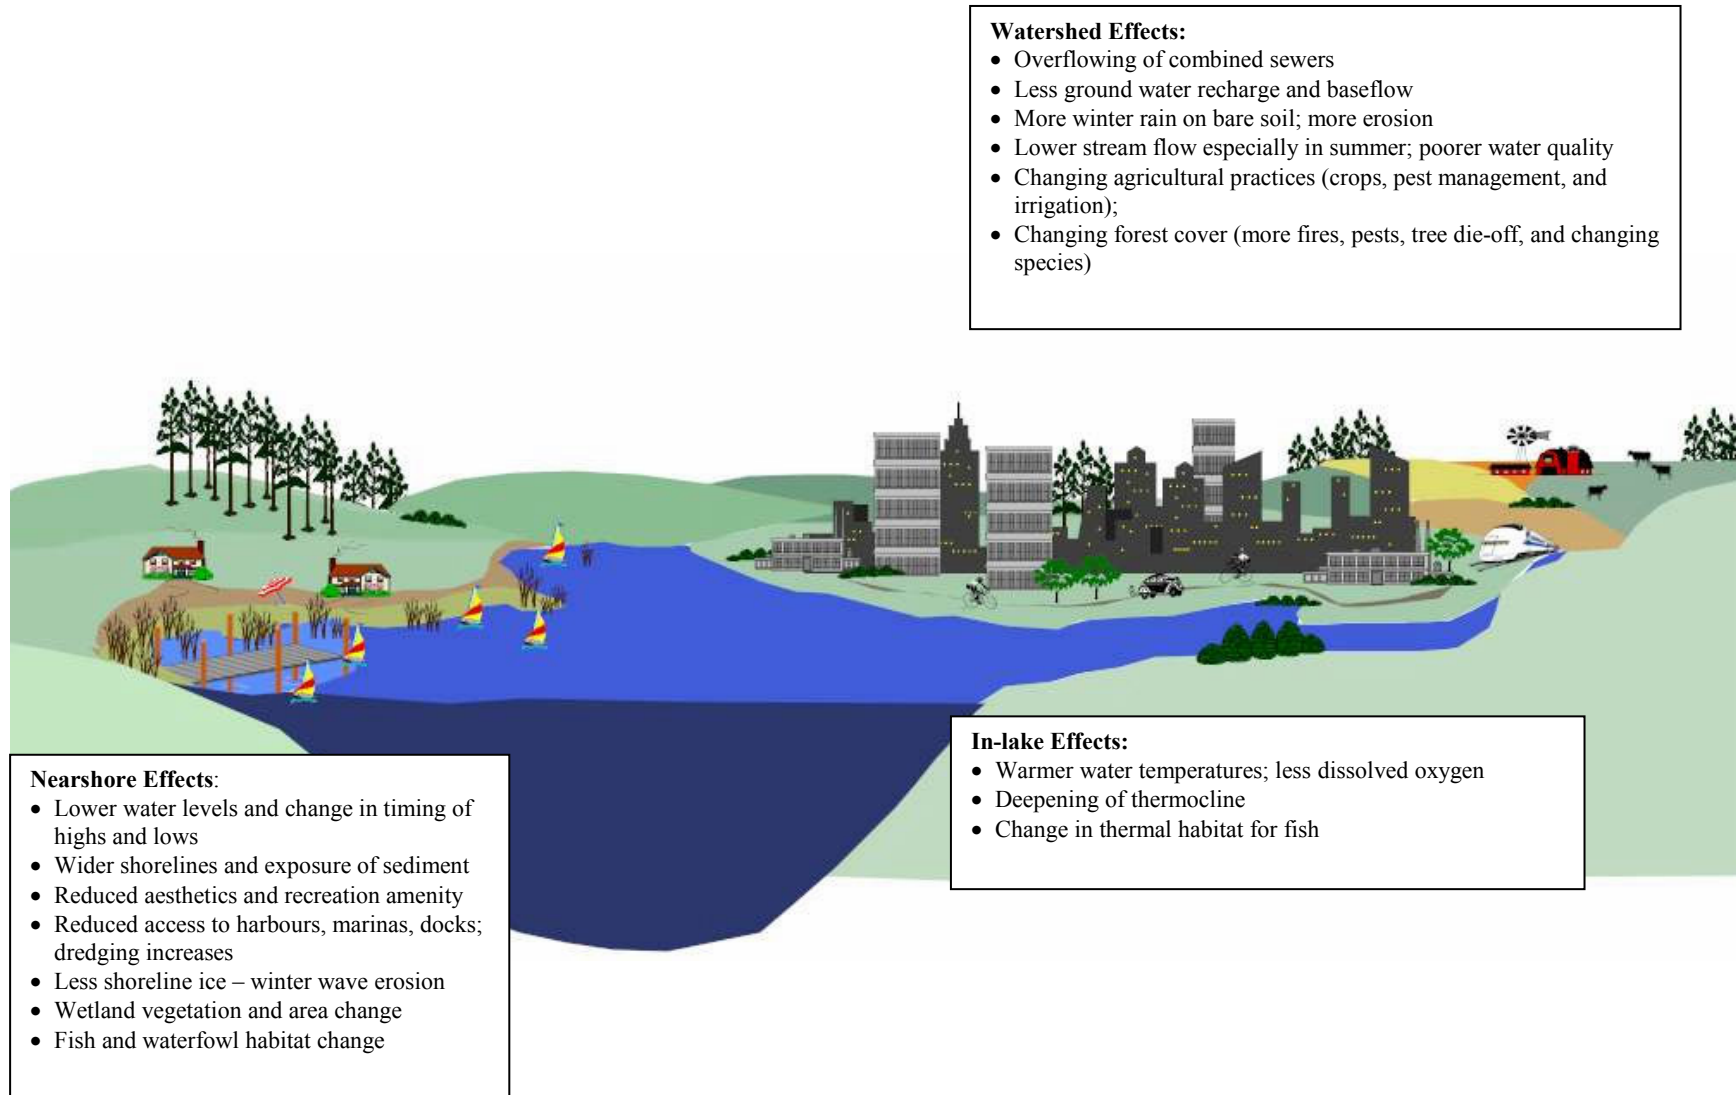 Watershed Effects:
• Overflowing of combined sewers
• Less ground water recharge and baseflow
• More winter rain on bare soil; more erosion
• Lower stream flow especially in summer; poorer water quality
• Changing agricultural practices (crops, pest management, and
irrigation);
• Changing forest cover (more fires, pests, tree die-off, and changing
species)
In-lake Effects:
• Warmer water temperatures; less dissolved oxygen
• Deepening of thermocline
• Change in thermal habitat for fish
Nearshore Effects:
• Lower water levels and change in timing of
highs and lows
• Wider shorelines and exposure of sediment
• Reduced aesthetics and recreation amenity
• Reduced access to harbours, marinas, docks;
dredging increases
• Less shoreline ice – winter wave erosion
• Wetland vegetation and area change
• Fish and waterfowl habitat change